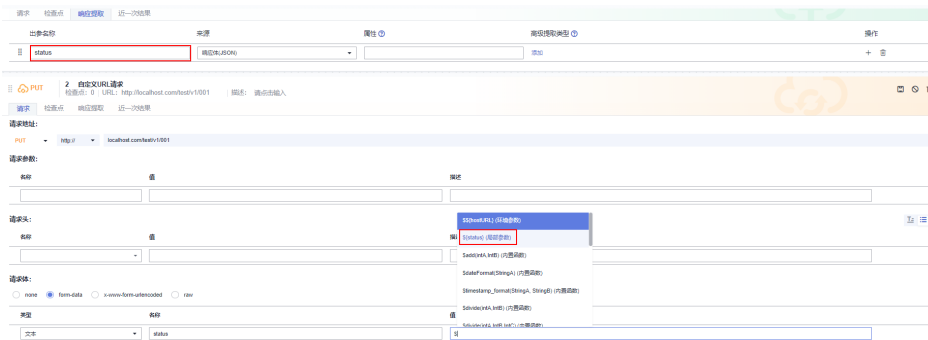 请求 检查点 响应提取 近一次结果
出参名称 来源 属性 高级提取类型 操作
status 响应体(JSON) 添加
PUT 2 自定义URL请求
检查点: 0 | URL: http://localhost.com/test/v1/001 | 描述: 请点击输入
请求 检查点 响应提取 近一次结果
请求地址:
PUT http:// localhost.com/test/v1/001
请求参数:
名称 值 描述
请求头:
名称 值
$${hostURL} (环境参数)
${status} (局部参数)
$add(intA,intB) (内置函数)
$dateFormat(StringA) (内置函数)
$timestamp_format(StringA, StringB) (内置函数)
$divide(intA,intB) (内置函数)
$divide(intA,intB,intC) (内置函数)
请求体:
none form-data x-www-form-urlencoded raw
类型 名称 值
文本 status $